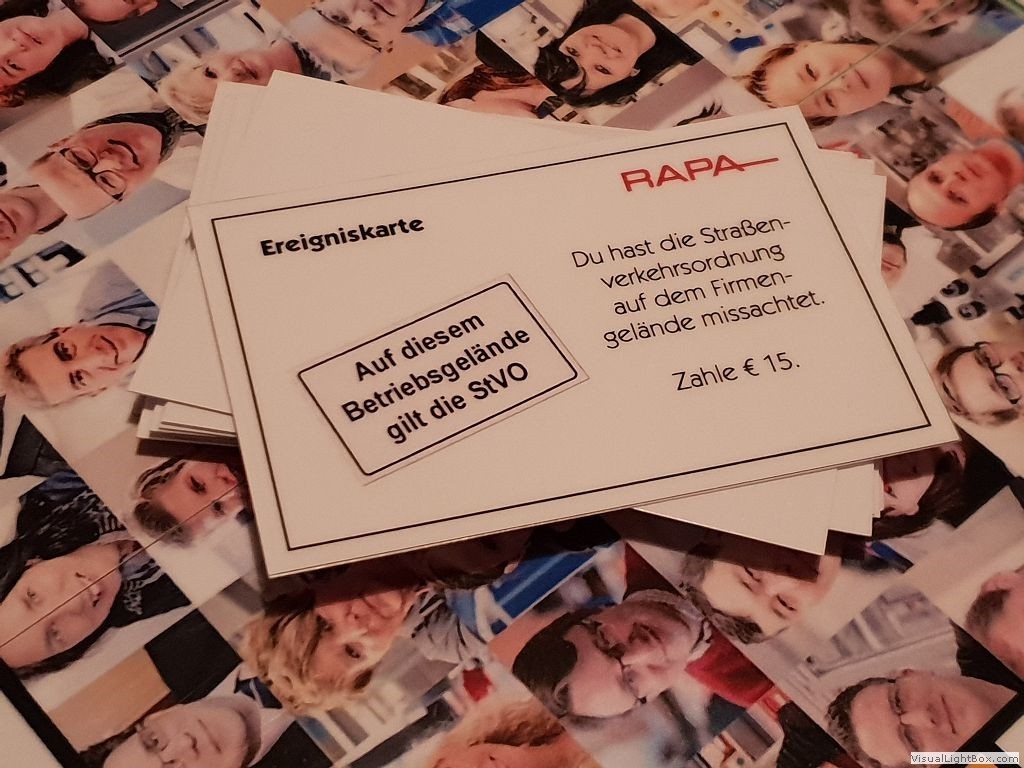 RAPA
Ereigniskarte
Du hast die Straßen-
verkehrsordnung
auf dem Firmen-
gelände missachtet.
Zahle € 15.
Auf diesem
Betriebsgelände
gilt die StVO
VisualLightBox.com